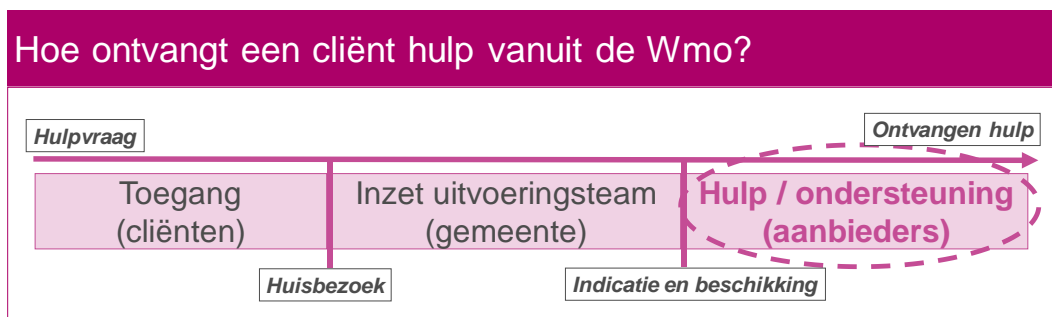 Hoe ontvangt een cliënt hulp vanuit de Wmo?
Hulpvraag
Ontvangen hulp
Toegang
(cliënten)
Inzet uitvoeringsteam
(gemeente)
Hulp / ondersteuning
(aanbieders)
Huisbezoek
Indicatie en beschikking